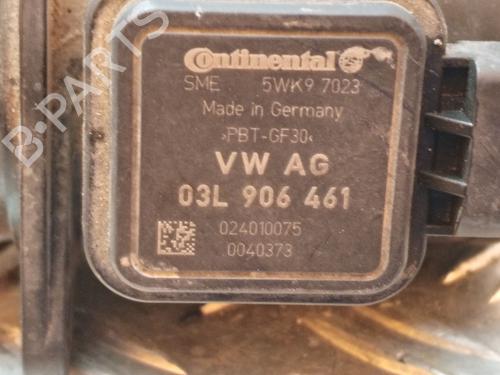 B-PARTS
Continental
SME 5WK9 7023
Made in Germany
>PBT-GF30<
VW AG
03L 906 461
024010075
0040373